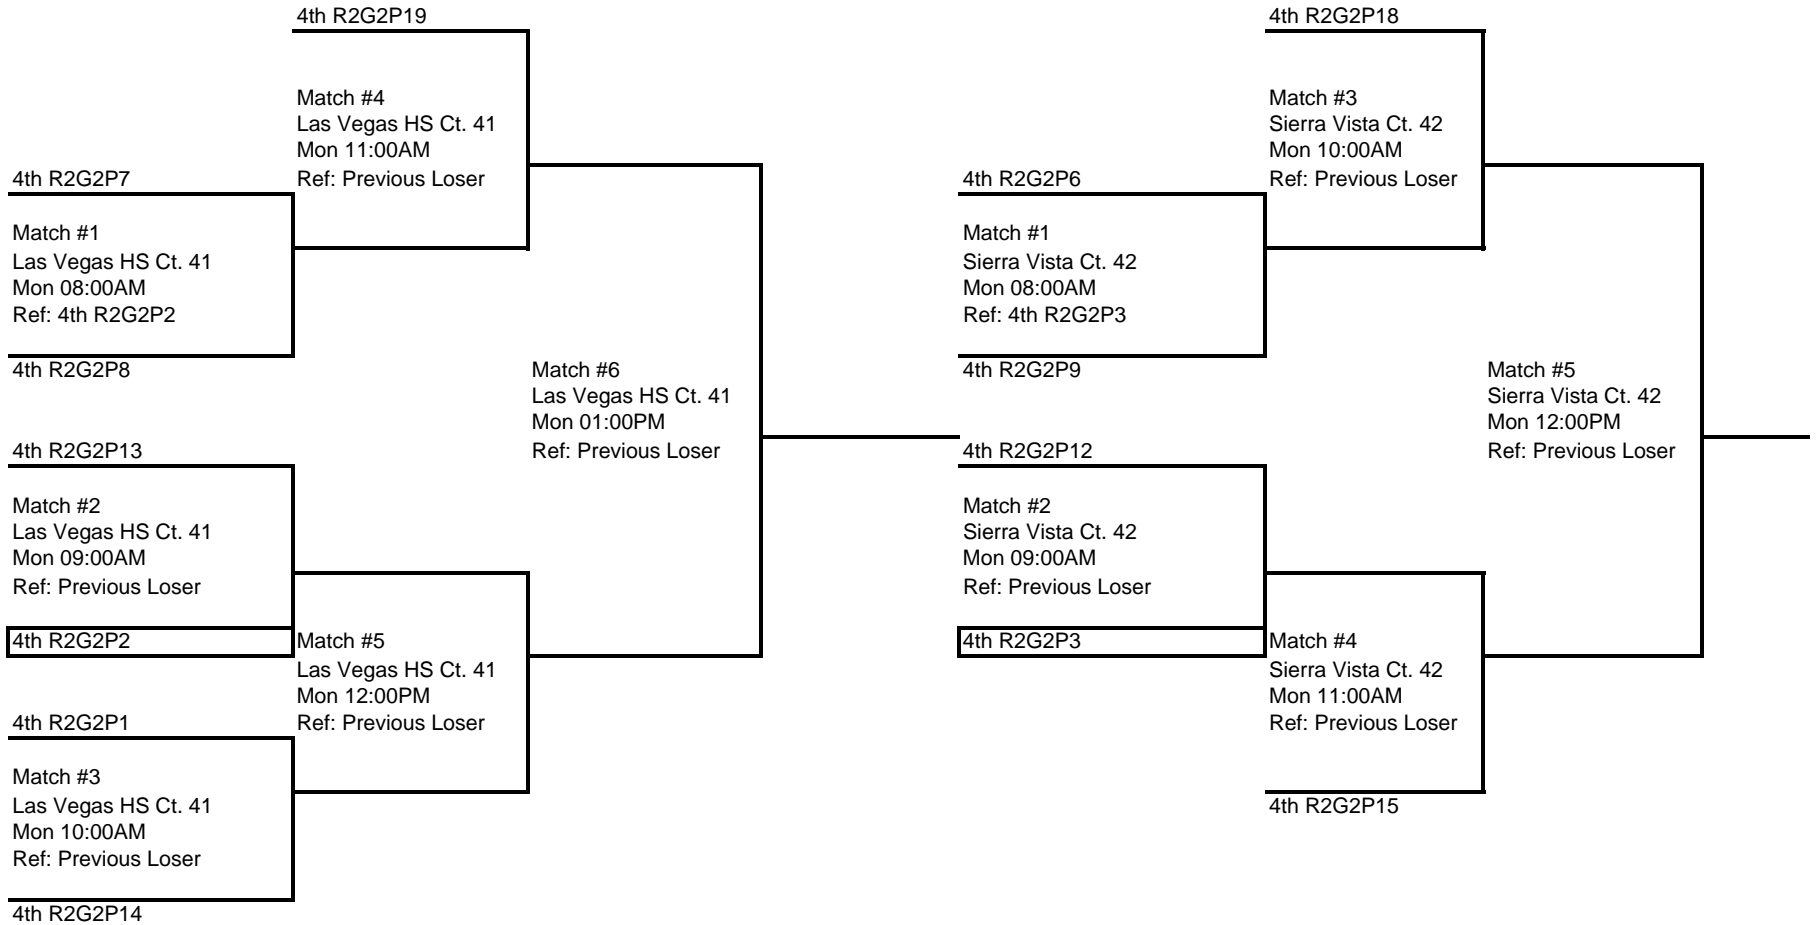 4th R2G2P19
Match #4
Las Vegas HS Ct. 41
Mon 11:00AM
Ref: Previous Loser
4th R2G2P7
Match #1
Las Vegas HS Ct. 41
Mon 08:00AM
Ref: 4th R2G2P2
4th R2G2P8
Match #6
Las Vegas HS Ct. 41
Mon 01:00PM
Ref: Previous Loser
4th R2G2P13
Match #2
Las Vegas HS Ct. 41
Mon 09:00AM
Ref: Previous Loser
4th R2G2P2
Match #5
Las Vegas HS Ct. 41
Mon 12:00PM
Ref: Previous Loser
4th R2G2P1
Match #3
Las Vegas HS Ct. 41
Mon 10:00AM
Ref: Previous Loser
4th R2G2P14
4th R2G2P18
Match #3
Sierra Vista Ct. 42
Mon 10:00AM
Ref: Previous Loser
4th R2G2P6
Match #1
Sierra Vista Ct. 42
Mon 08:00AM
Ref: 4th R2G2P3
4th R2G2P9
Match #5
Sierra Vista Ct. 42
Mon 12:00PM
Ref: Previous Loser
4th R2G2P12
Match #2
Sierra Vista Ct. 42
Mon 09:00AM
Ref: Previous Loser
4th R2G2P3
Match #4
Sierra Vista Ct. 42
Mon 11:00AM
Ref: Previous Loser
4th R2G2P15